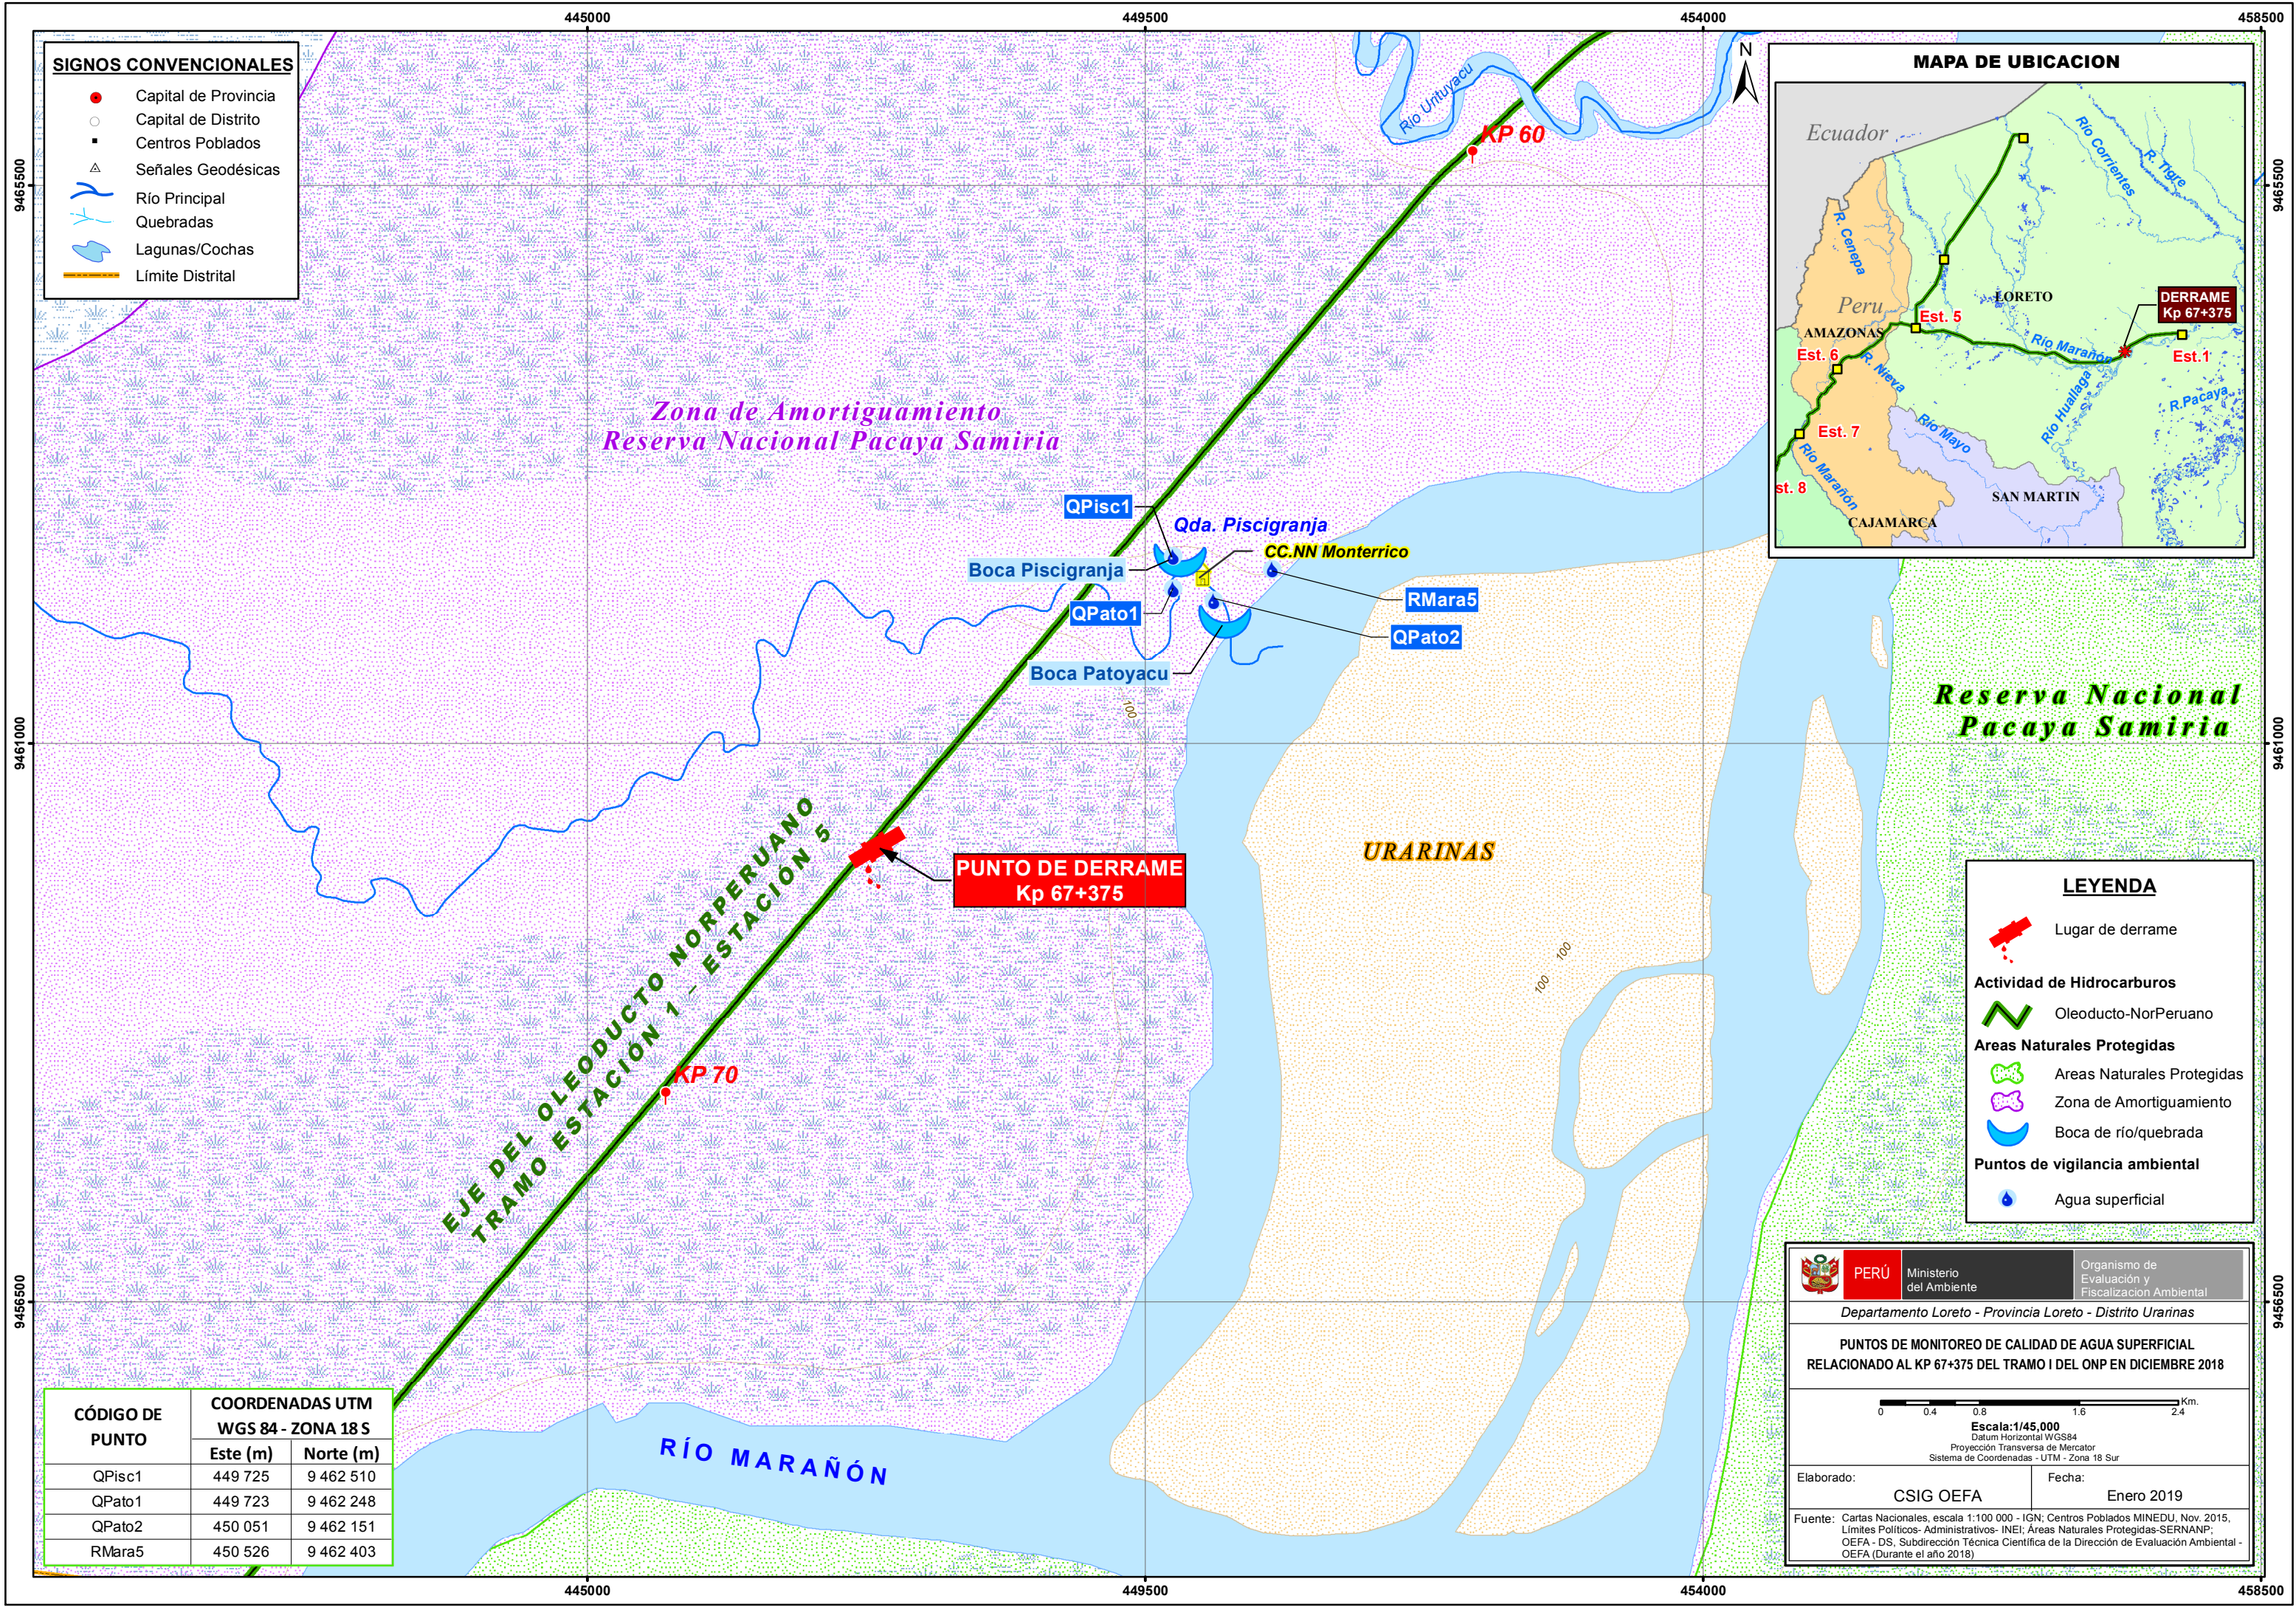 445000
449500
454000
458500
SIGNOS CONVENCIONALES
Capital de Provincia
Capital de Distrito
Centros Poblados
Señales Geodésicas
Río Principal
Quebradas
Lagunas/Cochas
Límite Distrital
9465500
9461000
9456500
N
Río Urituyacu
KP 60
MAPA DE UBICACION
Ecuador
Río Corrientes
R. Tigre
R. Cenepa
Peru
LORETO
DERRAME
Kp 67+375
AMAZONAS
Est. 5
Río Marañón
Est.1
Est. 6
R. Nieva
Río Huallaga
R.Pacaya
Est. 7
Río Mayo
Río Marañón
st. 8
SAN MARTIN
CAJAMARCA
9465500
9461000
9456500
Zona de Amortiguamiento
Reserva Nacional Pacaya Samiria
QPisc1
Qda. Piscigranja
CC.NN Monterrico
Boca Piscigranja
RMara5
QPato1
QPato2
Boca Patoyacu
100
Reserva Nacional
Pacaya Samiria
URARINAS
PUNTO DE DERRAME
Kp 67+375
EJE DEL OLEODUCTO NORPERUANO
TRAMO ESTACIÓN 1 - ESTACIÓN 5
100
100
KP 70
LEYENDA
Lugar de derrame
Actividad de Hidrocarburos
Oleoducto-NorPeruano
Areas Naturales Protegidas
Areas Naturales Protegidas
Zona de Amortiguamiento
Boca de río/quebrada
Puntos de vigilancia ambiental
Agua superficial
RÍO MARAÑÓN
CÓDIGO DE PUNTO
COORDENADAS UTM
WGS 84 - ZONA 18 S
Este (m) Norte (m)
QPisc1 449 725 9 462 510
QPato1 449 723 9 462 248
QPato2 450 051 9 462 151
RMara5 450 526 9 462 403
PERÚ
Ministerio
del Ambiente
Organismo de
Evaluación y
Fiscalizacion Ambiental
Departamento Loreto - Provincia Loreto - Distrito Urarinas
PUNTOS DE MONITOREO DE CALIDAD DE AGUA SUPERFICIAL
RELACIONADO AL KP 67+375 DEL TRAMO I DEL ONP EN DICIEMBRE 2018
0 0.4 0.8 1.6 2.4 Km.
Escala:1/45,000
Datum Horizontal WGS84
Proyección Transversa de Mercator
Sistema de Coordenadas - UTM - Zona 18 Sur
Elaborado:
CSIG OEFA
Fecha:
Enero 2019
Fuente: Cartas Nacionales, escala 1:100 000 - IGN; Centros Poblados MINEDU, Nov. 2015,
Límites Políticos- Administrativos- INEI; Áreas Naturales Protegidas-SERNANP;
OEFA - DS, Subdirección Técnica Científica de la Dirección de Evaluación Ambiental -
OEFA (Durante el año 2018)
445000
449500
454000
458500